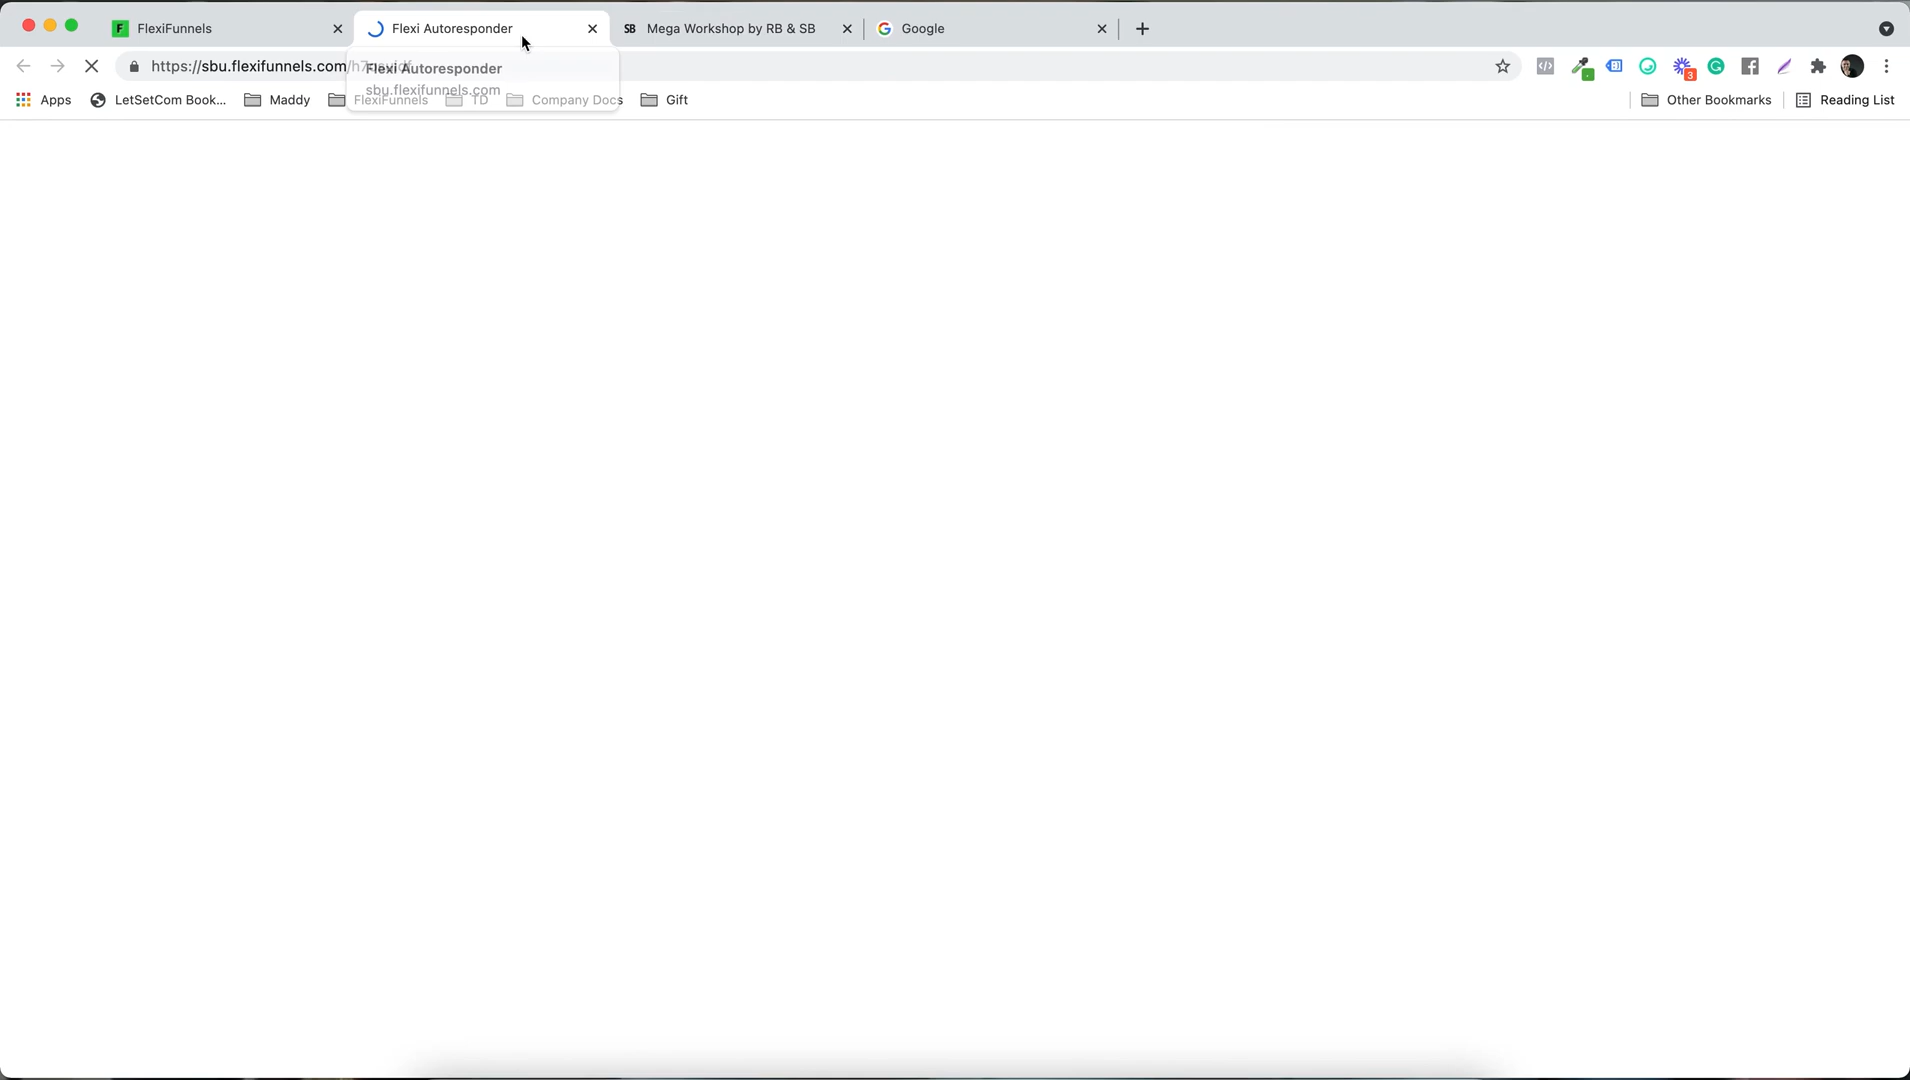 FlexiFunnels
Flexi Autoresponder
SB Mega Workshop by RB & SB
Google
https://sbu.flexifunnels.com
Flexi Autoresponder
sbu.flexifunnels.com
Apps
LetSetCom Book...
Maddy
FlexiFunnels
TD
Company Docs
Gift
Other Bookmarks
Reading List
3